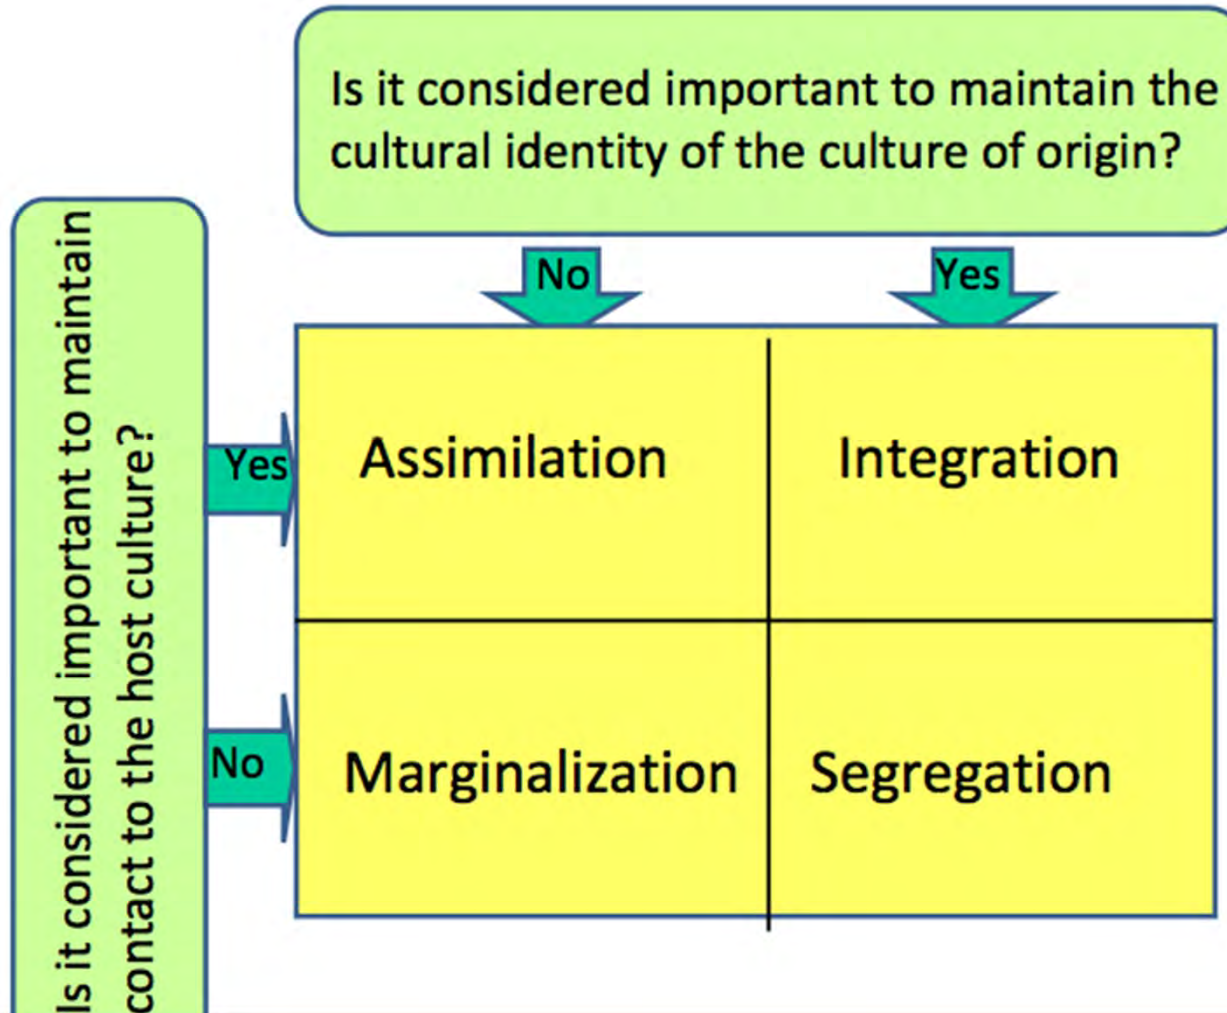 Is it considered important to maintain the
cultural identity of the culture of origin?
No
Yes
Is it considered important to maintain
contact to the host culture?
Yes
Assimilation
Integration
No
Marginalization
Segregation